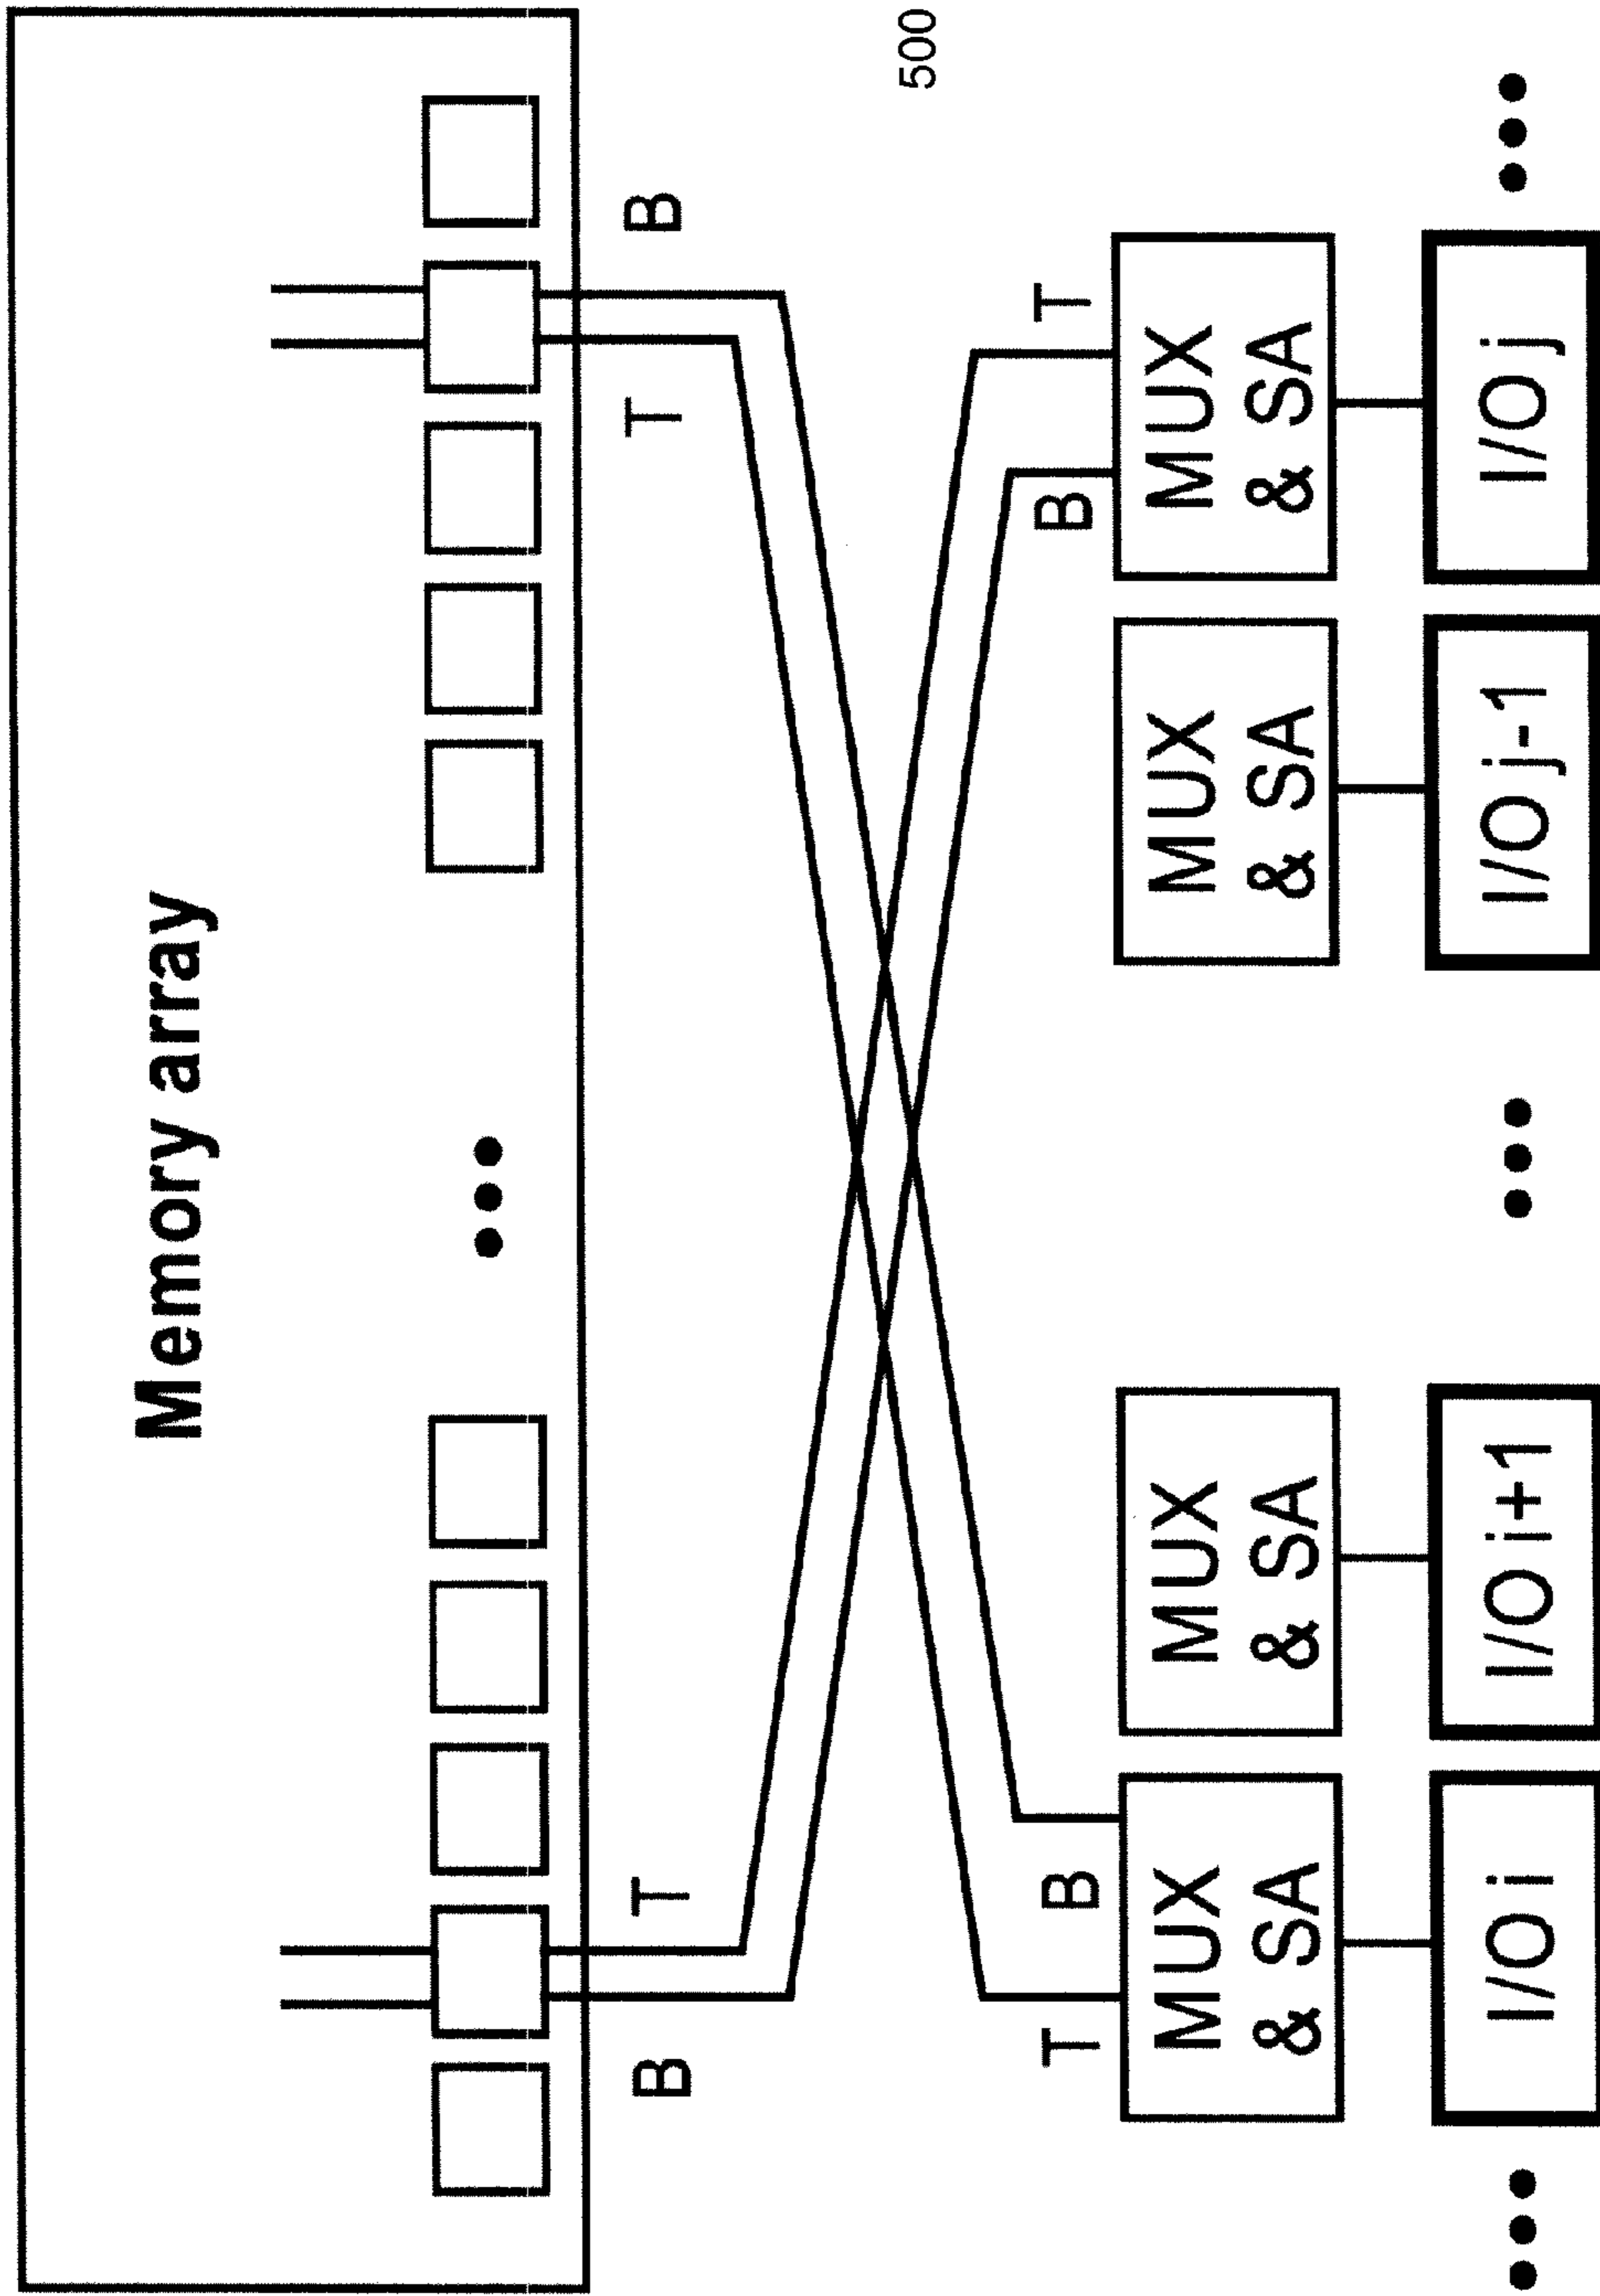 Memory array
B T T B
500
T B B T
MUX
& SA
MUX
& SA
MUX
& SA
MUX
& SA
I/O i
I/O i+1
I/O j-1
I/O j